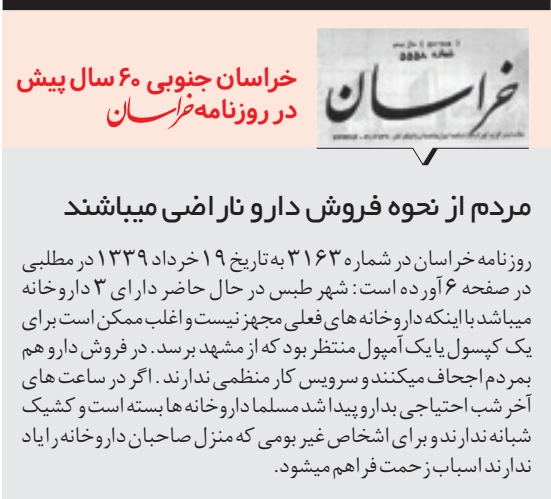 خراسان جنوبی ۶۰ سال پیش
در روزنامه خراسان
خراسان
مردم از نحوه فروش دارو ناراضی میباشند
روزنامه خراسان در شماره ۳۱۶۳ به تاریخ ۱۹ خرداد ۱۳۳۹ در مطلبی
در صفحه ۶ آورده است: شهر طبس در حال حاضر دارای ۳ داروخانه
میباشد با اینکه داروخانه های فعلی مجهز نیست و اغلب ممکن است برای
یک کپسول یا یک آمپول منتظر بود که از مشهد برسد. در فروش دارو هم
بمردم اجحاف میکنند و سرویس کار منظمی ندارند. اگر در ساعت های
آخر شب احتیاجی بدارو پیدا شد مسلما داروخانه ها بسته است و کشیک
شبانه ندارند و برای اشخاص غیر بومی که منزل صاحبان داروخانه را یاد
ندارند اسباب زحمت فراهم میشود.